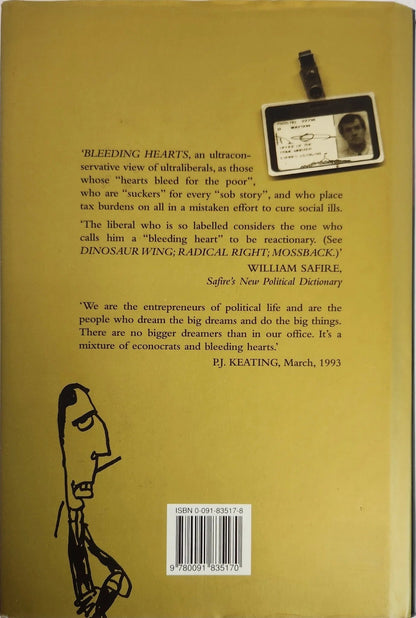 'BLEEDING HEARTS, an ultracon-
servative view of ultraliberals, as those
whose "hearts bleed for the poor",
who are "suckers" for every "sob story", and who place
tax burdens on all in a mistaken effort to cure social ills.
'The liberal who is so labelled considers the one who
calls him a "bleeding heart" to be reactionary. (See
DINOSAUR WING; RADICAL RIGHT; MOSSBACK.)'
WILLIAM SAFIRE,
Safire's New Political Dictionary
'We are the entrepreneurs of political life and are the
people who dream the big dreams and do the big things.
There are no bigger dreamers than in our office. It's a
mixture of econocrats and bleeding hearts.'
P.J. KEATING, March, 1993
ISBN 0-091-83517-8
9 780091 835170